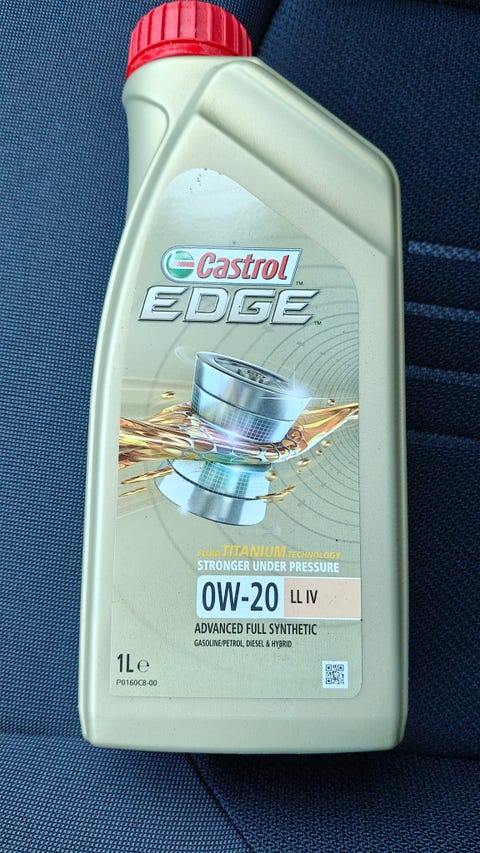 Castrol
EDGE
FLUID TITANIUM TECHNOLOGY
STRONGER UNDER PRESSURE
0W-20 LL IV
ADVANCED FULL SYNTHETIC
GASOLINE/PETROL, DIESEL & HYBRID
1L e
P0160C8-00